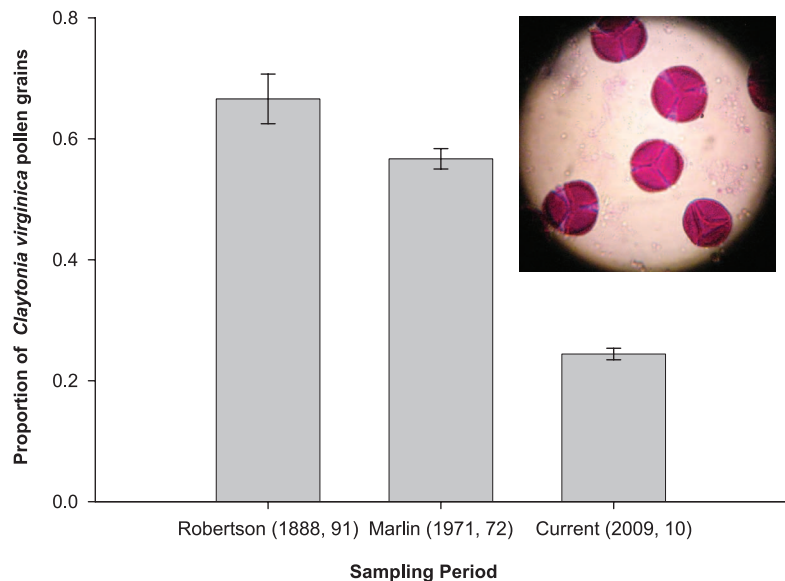 Proportion of Claytonia virginica pollen grains
0.8
0.6
0.4
0.2
0.0
Robertson (1888, 91) Marlin (1971, 72) Current (2009, 10)
Sampling Period